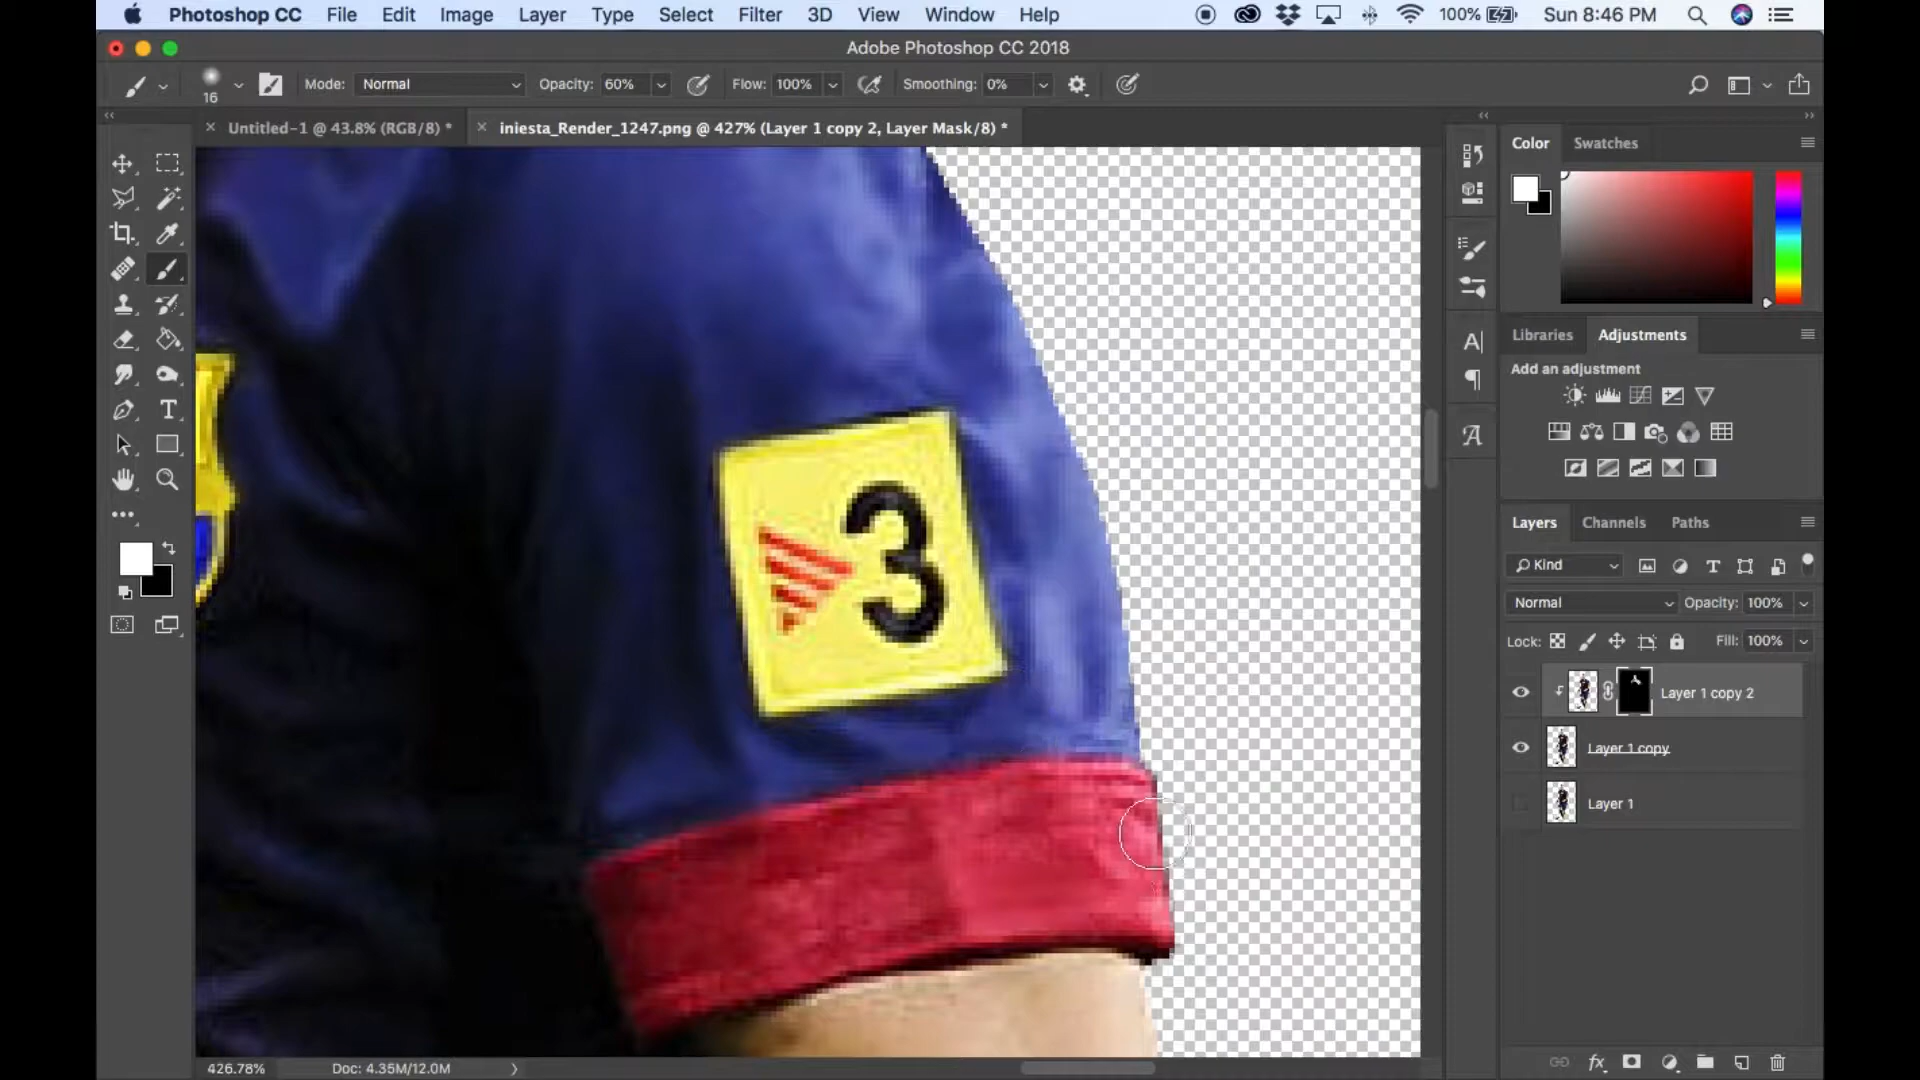 Photoshop CC File Edit Image Layer Type Select Filter 3D View Window Help 100% Sun 8:46 PM
Adobe Photoshop CC 2018
16 Mode: Normal Opacity: 60% Flow: 100% Smoothing: 0%
Untitled-1 @ 43.8% (RGB/8) * iniesta_Render_1247.png @ 427% (Layer 1 copy 2, Layer Mask/8) *
Color Swatches
Libraries Adjustments
Add an adjustment
3
Layers Channels Paths
Kind
Normal Opacity: 100%
Lock: Fill: 100%
Layer 1 copy 2
Layer 1 copy
Layer 1
426.78% Doc: 4.35M/12.0M